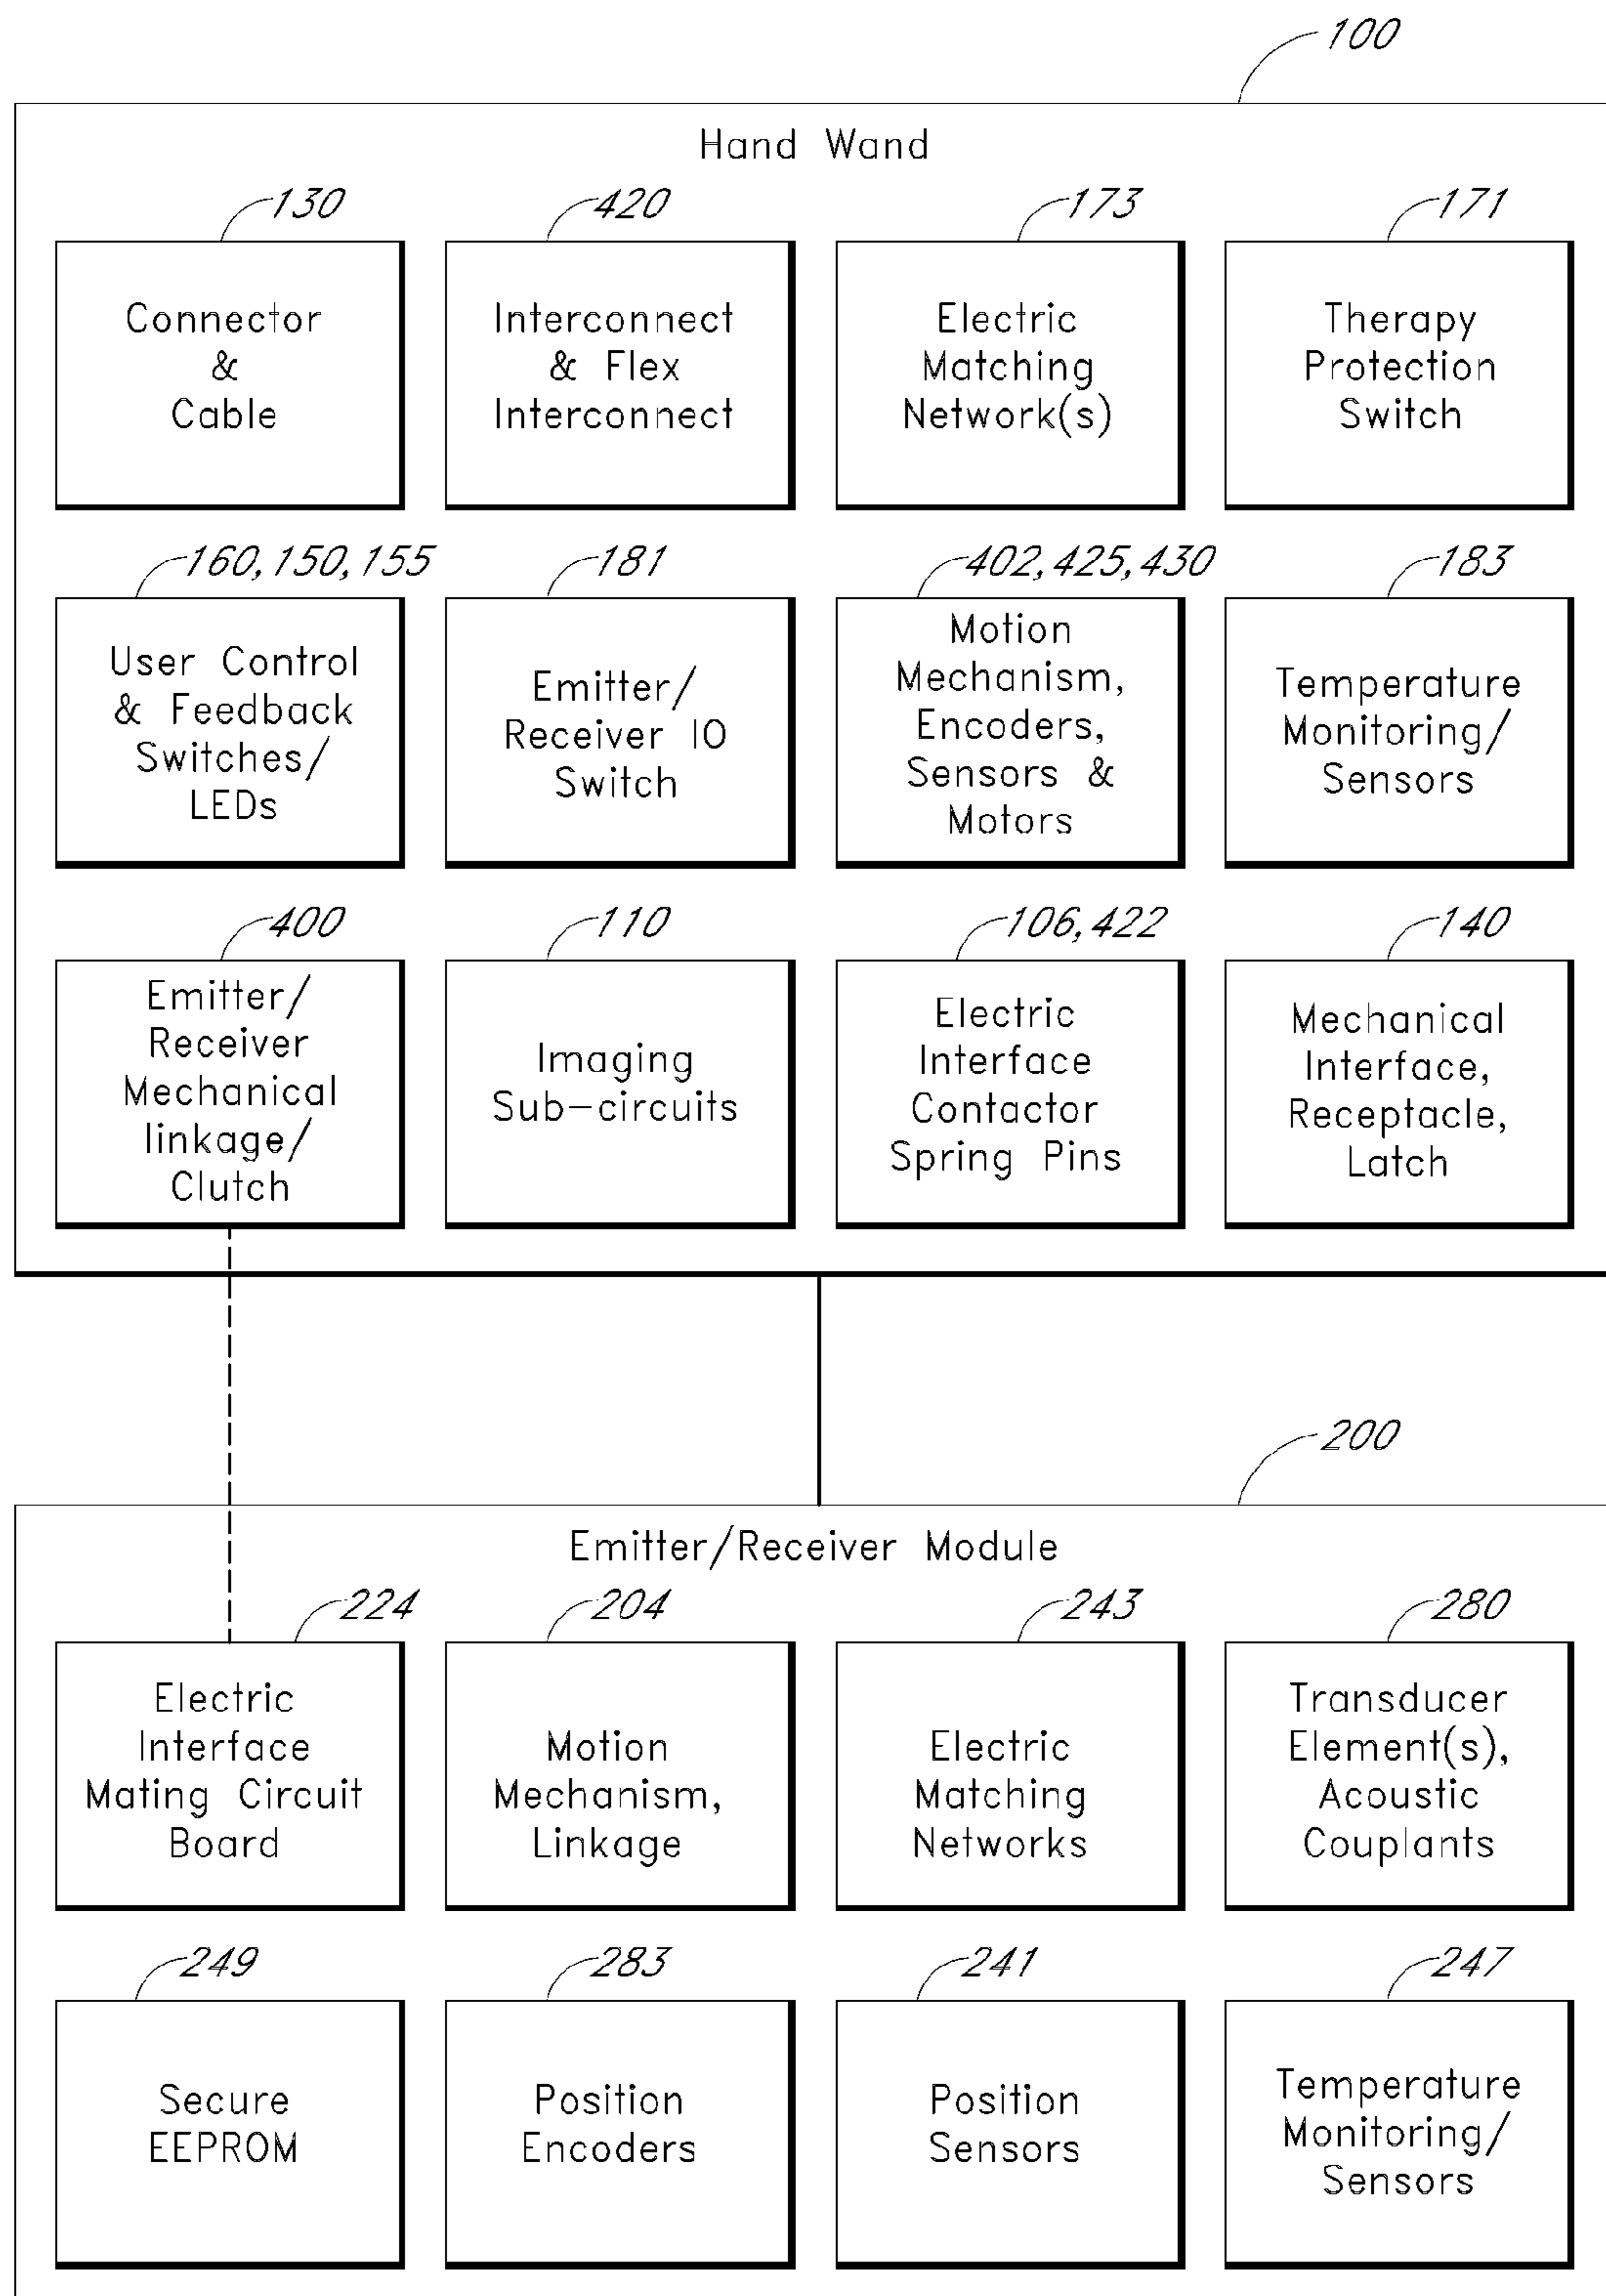 100
Hand Wand
130
Connector
&
Cable
420
Interconnect
& Flex
Interconnect
173
Electric
Matching
Network(s)
171
Therapy
Protection
Switch
160, 150, 155
User Control
& Feedback
Switches/
LEDs
181
Emitter/
Receiver IO
Switch
402, 425, 430
Motion
Mechanism,
Encoders,
Sensors &
Motors
183
Temperature
Monitoring/
Sensors
400
Emitter/
Receiver
Mechanical
linkage/
Clutch
110
Imaging
Sub-circuits
106, 422
Electric
Interface
Contactor
Spring Pins
140
Mechanical
Interface,
Receptacle,
Latch
200
Emitter/Receiver Module
224
Electric
Interface
Mating Circuit
Board
204
Motion
Mechanism,
Linkage
243
Electric
Matching
Networks
280
Transducer
Element(s),
Acoustic
Couplants
249
Secure
EEPROM
283
Position
Encoders
241
Position
Sensors
247
Temperature
Monitoring/
Sensors